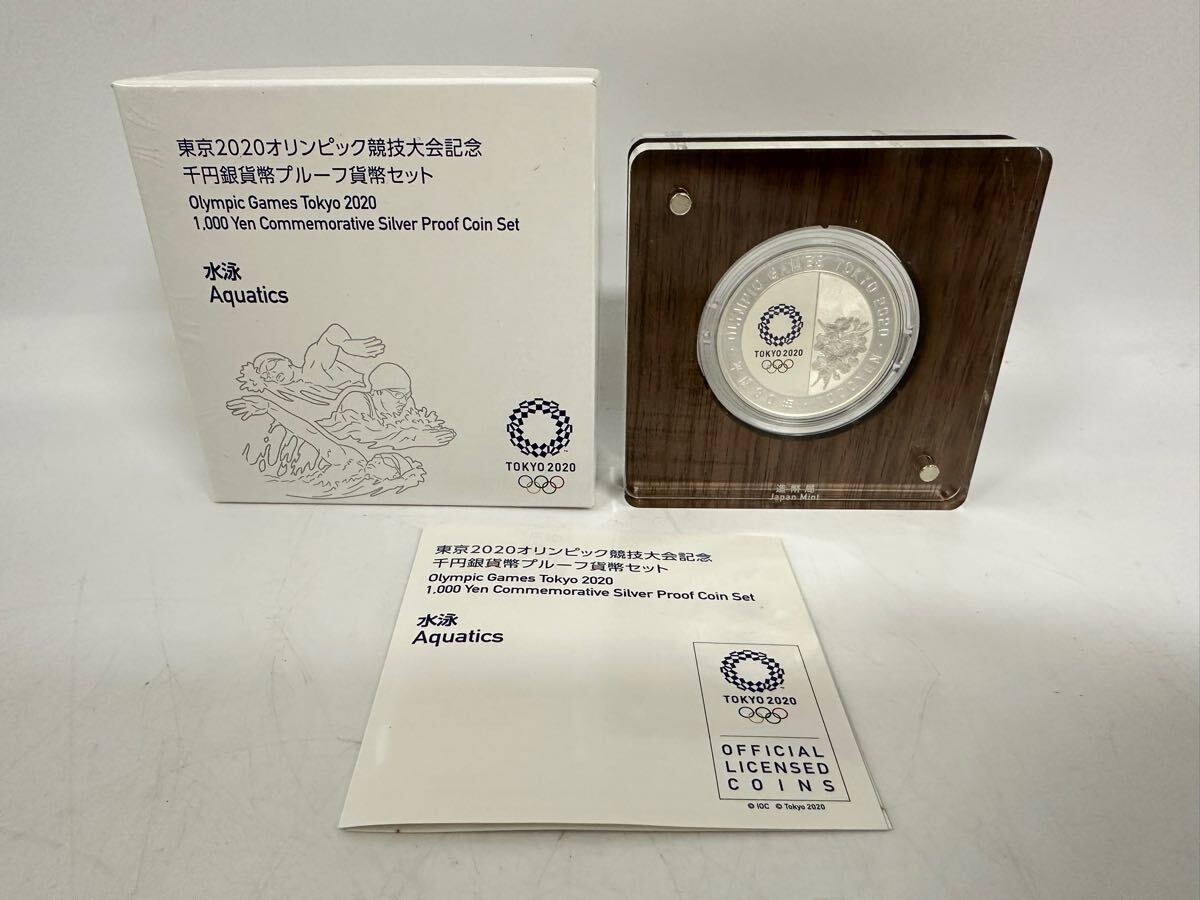 東京2020オリンピック競技大会記念
千円銀貨幣プルーフ貨幣セット
Olympic Games Tokyo 2020
1,000 Yen Commemorative Silver Proof Coin Set
水泳
Aquatics
TOKYO 2020
OLYMPIC GAMES TOKYO 2020
TOKYO 2020
造幣局
Japan Mint
東京2020オリンピック競技大会記念
千円銀貨幣プルーフ貨幣セット
Olympic Games Tokyo 2020
1,000 Yen Commemorative Silver Proof Coin Set
水泳
Aquatics
TOKYO 2020
OFFICIAL
LICENSED
COINS
© IOC © Tokyo 2020